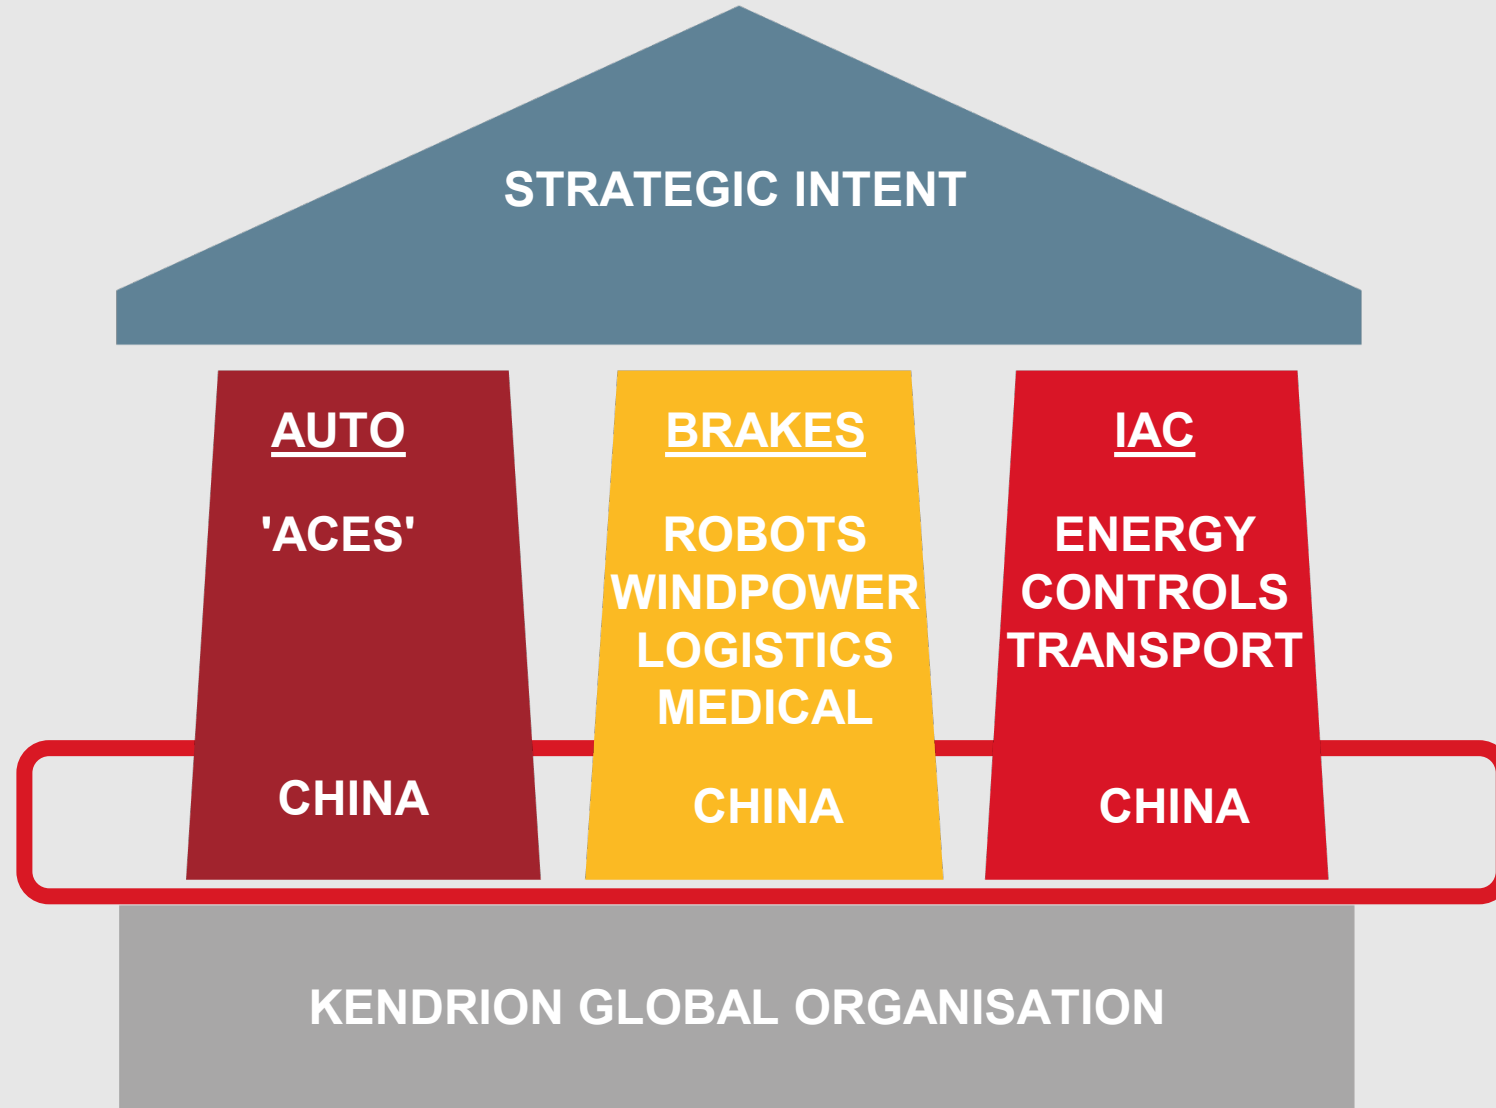 STRATEGIC INTENT
AUTO
'ACES'
CHINA
BRAKES
ROBOTS
WINDPOWER
LOGISTICS
MEDICAL
CHINA
IAC
ENERGY
CONTROLS
TRANSPORT
CHINA
KENDRION GLOBAL ORGANISATION